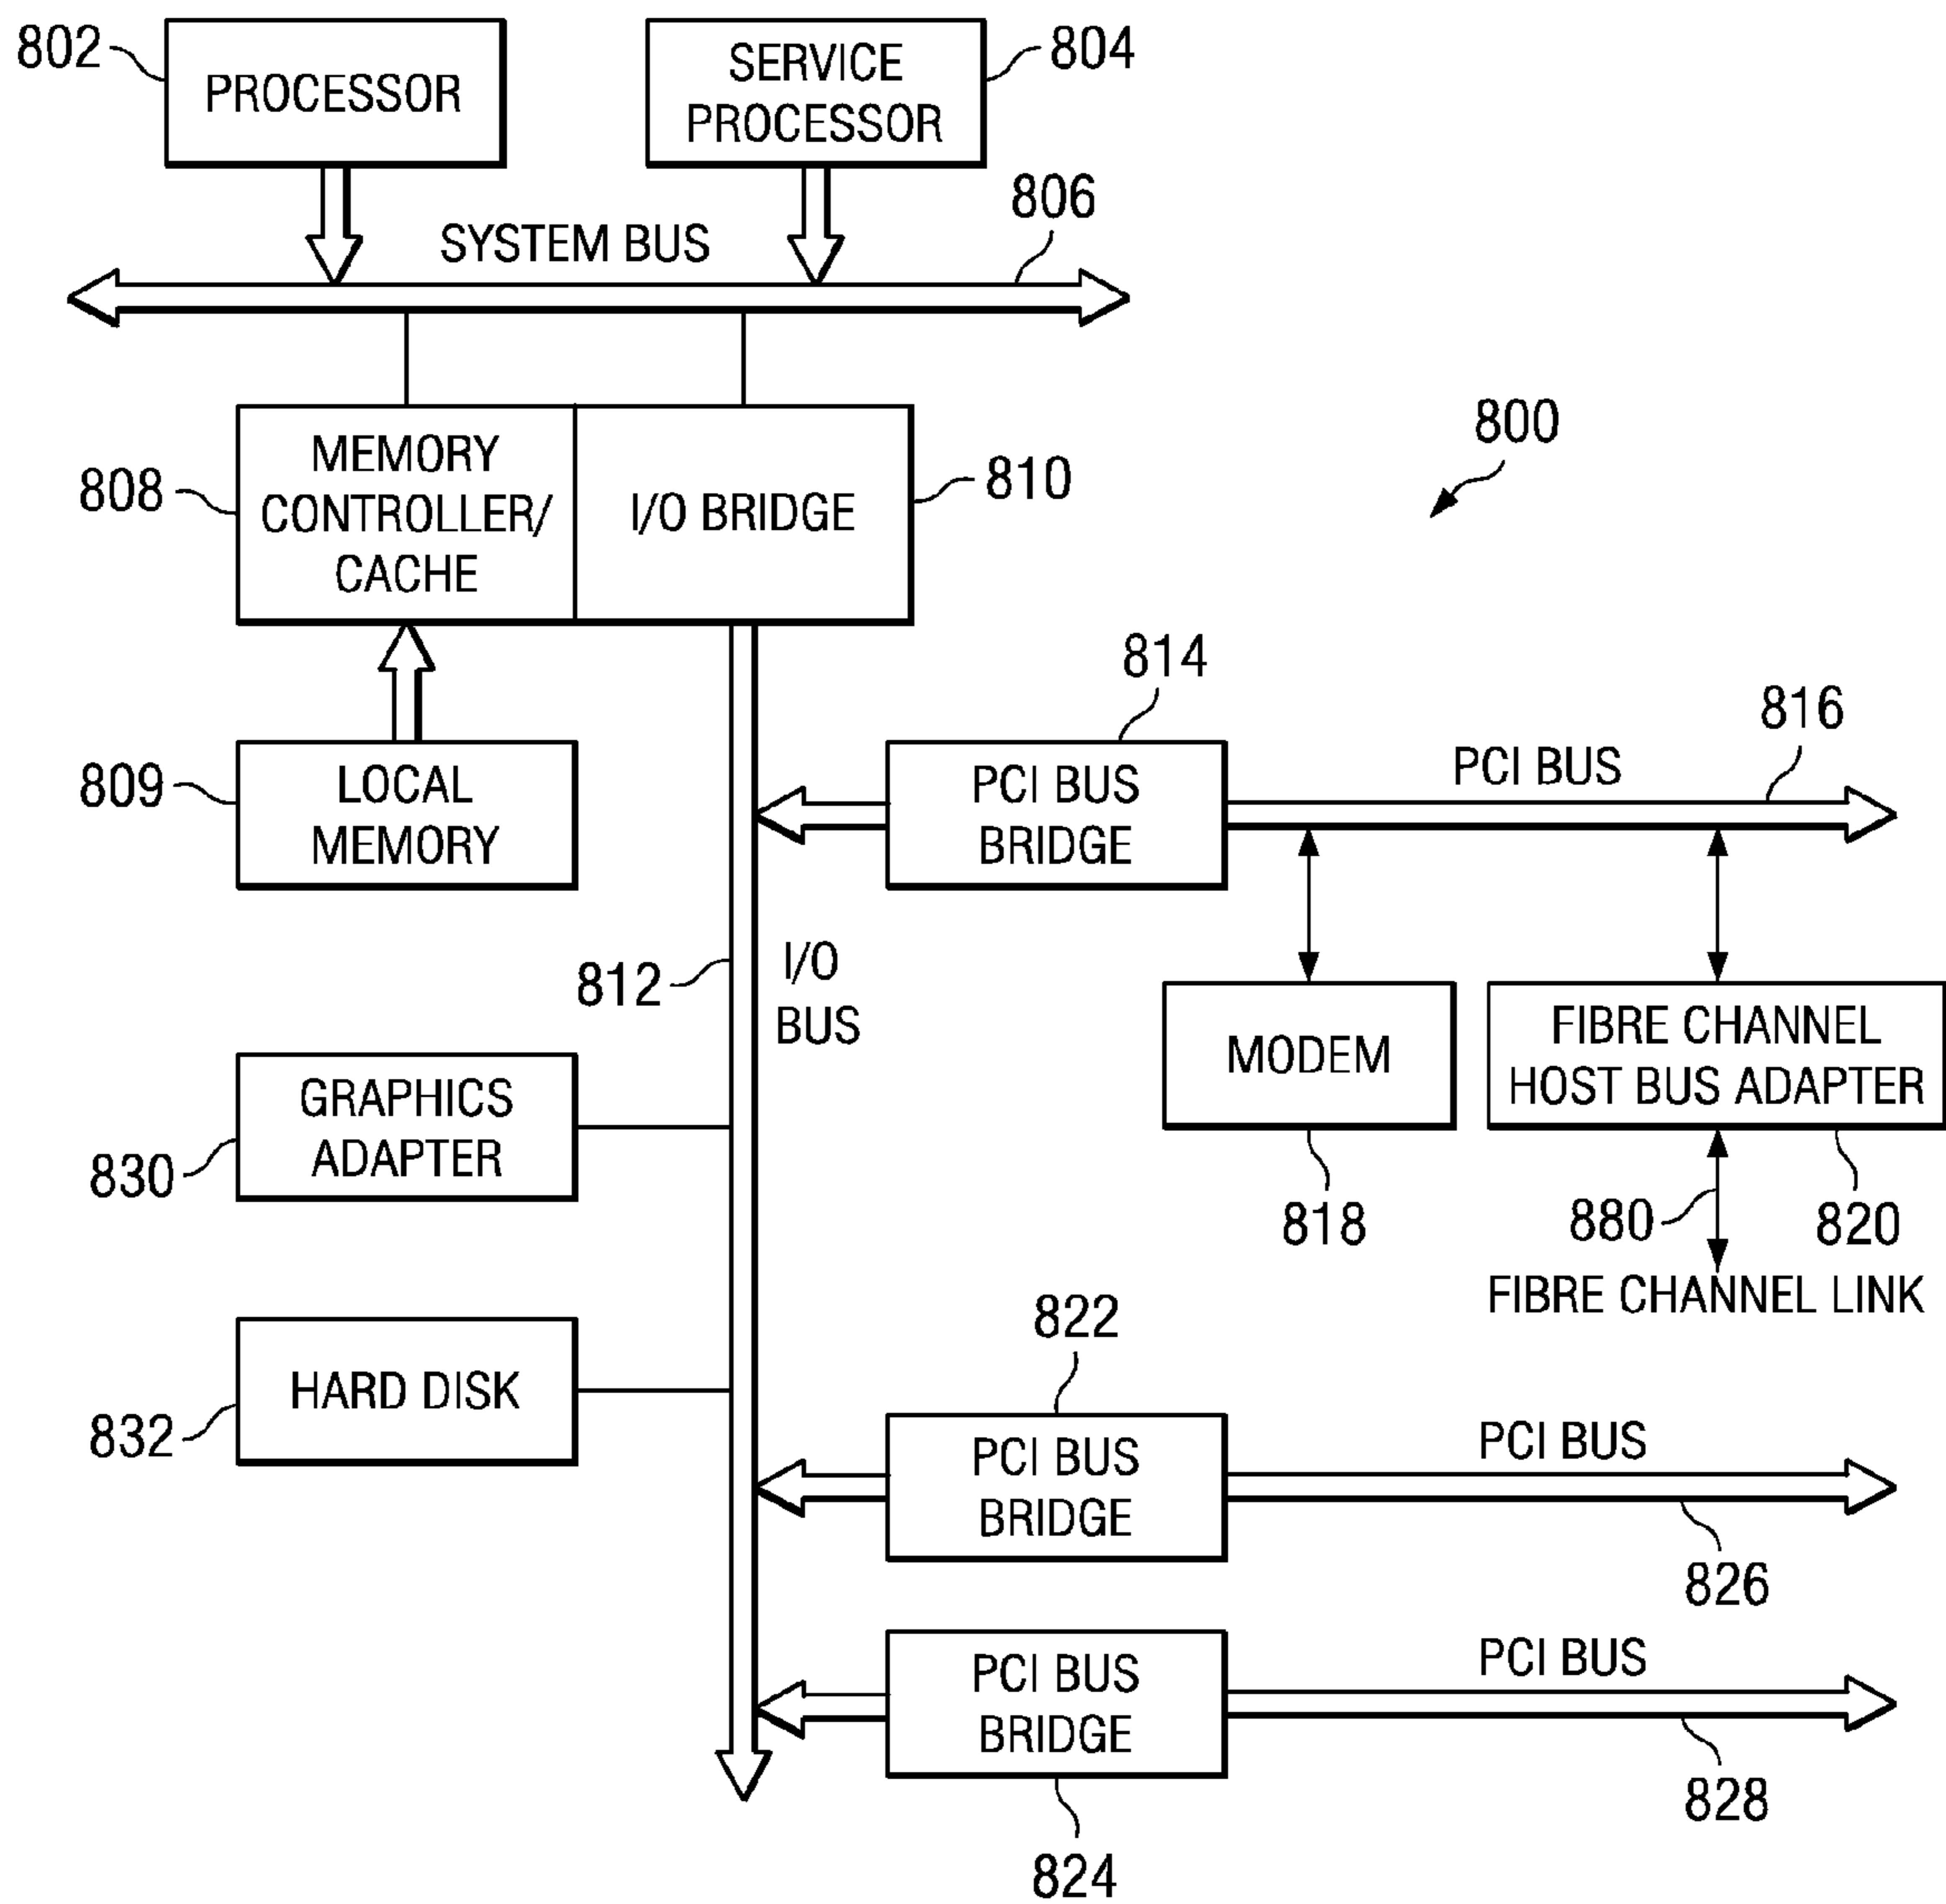 802
PROCESSOR
SERVICE
PROCESSOR
804
806
SYSTEM BUS
808
MEMORY
CONTROLLER/
CACHE
I/O BRIDGE
810
800
814
816
809
LOCAL
MEMORY
PCI BUS
BRIDGE
PCI BUS
812
I/O
BUS
MODEM
FIBRE CHANNEL
HOST BUS ADAPTER
830
GRAPHICS
ADAPTER
818
880
820
FIBRE CHANNEL LINK
822
832
HARD DISK
PCI BUS
BRIDGE
PCI BUS
826
PCI BUS
BRIDGE
PCI BUS
828
824